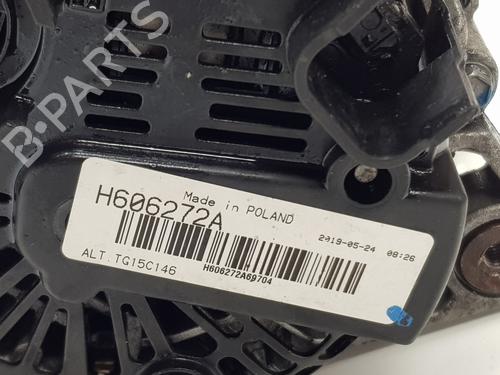 B-PARTS
Made in POLAND
H606272A
2019-05-24 08:26
H606272A69704
ALT.TG15C146